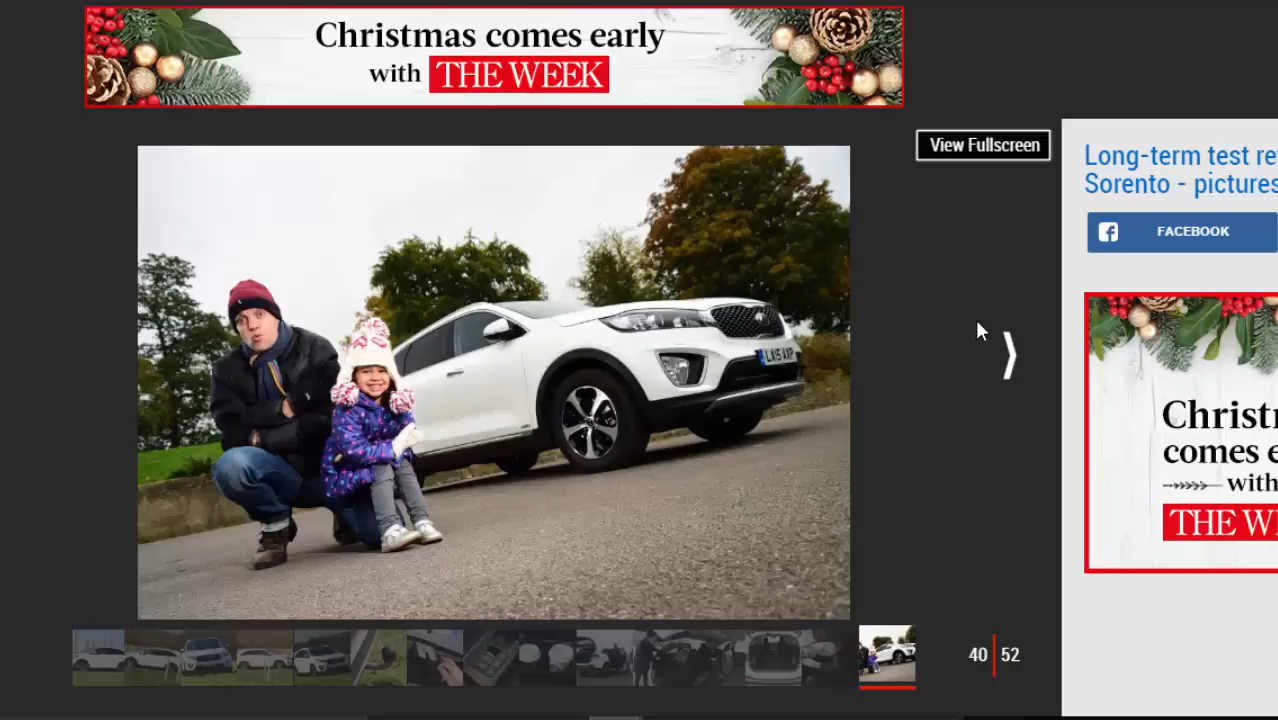 Christmas comes early
with THE WEEK
View Fullscreen
Long-term test re
Sorento - pictures
FACEBOOK
LA15 AXP
Christ
comes e
with
THE W
40 52